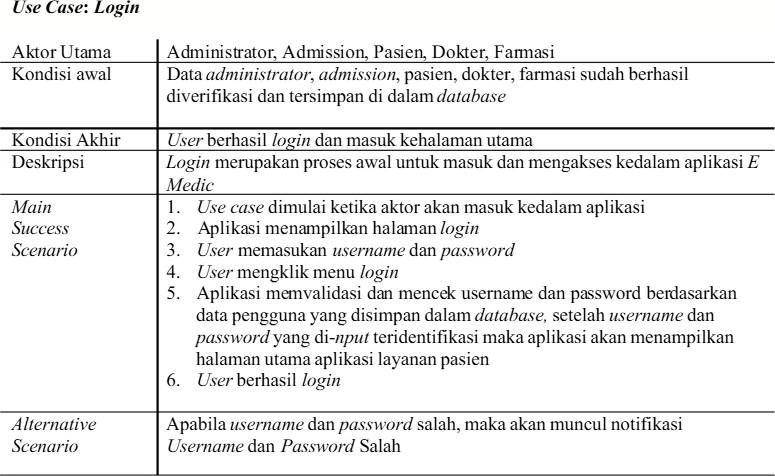 Use Case: Login
Aktor Utama Administrator, Admission, Pasien, Dokter, Farmasi
Kondisi awal Data administrator, admission, pasien, dokter, farmasi sudah berhasil
diverifikasi dan tersimpan di dalam database
Kondisi Akhir User berhasil login dan masuk kehalaman utama
Deskripsi Login merupakan proses awal untuk masuk dan mengakses kedalam aplikasi E
Medic
Main 1. Use case dimulai ketika aktor akan masuk kedalam aplikasi
Success 2. Aplikasi menampilkan halaman login
Scenario 3. User memasukan username dan password
4. User mengklik menu login
5. Aplikasi memvalidasi dan mencek username dan password berdasarkan
data pengguna yang disimpan dalam database, setelah username dan
password yang di-nput teridentifikasi maka aplikasi akan menampilkan
halaman utama aplikasi layanan pasien
6. User berhasil login
Alternative Apabila username dan password salah, maka akan muncul notifikasi
Scenario Username dan Password Salah